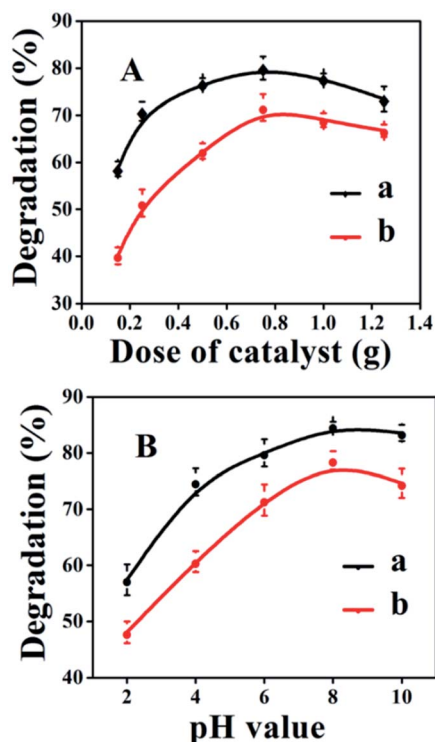 90
80
70
60
50
40
30
Degradation (%)
A
a
b
0.0 0.2 0.4 0.6 0.8 1.0 1.2 1.4
Dose of catalyst (g)
90
80
70
60
50
40
Degradation (%)
B
a
b
2 4 6 8 10
pH value